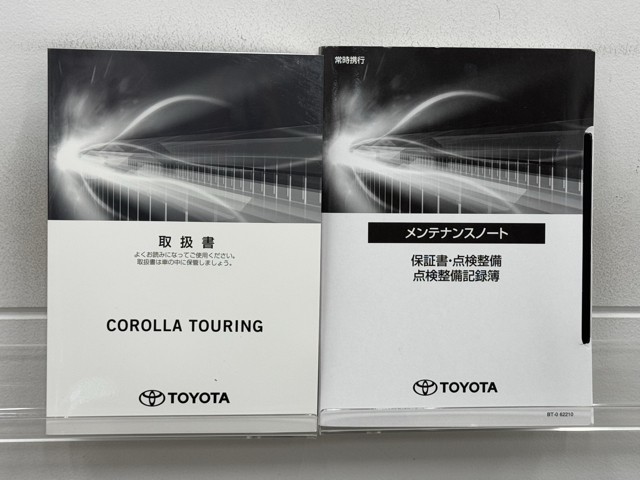 取扱書
よくお読みになってご使用ください。
取扱書は車の中に保管しましょう。
COROLLA TOURING
TOYOTA
常時携行
メンテナンスノート
保証書・点検整備
点検整備記録簿
TOYOTA
BT-0 62210